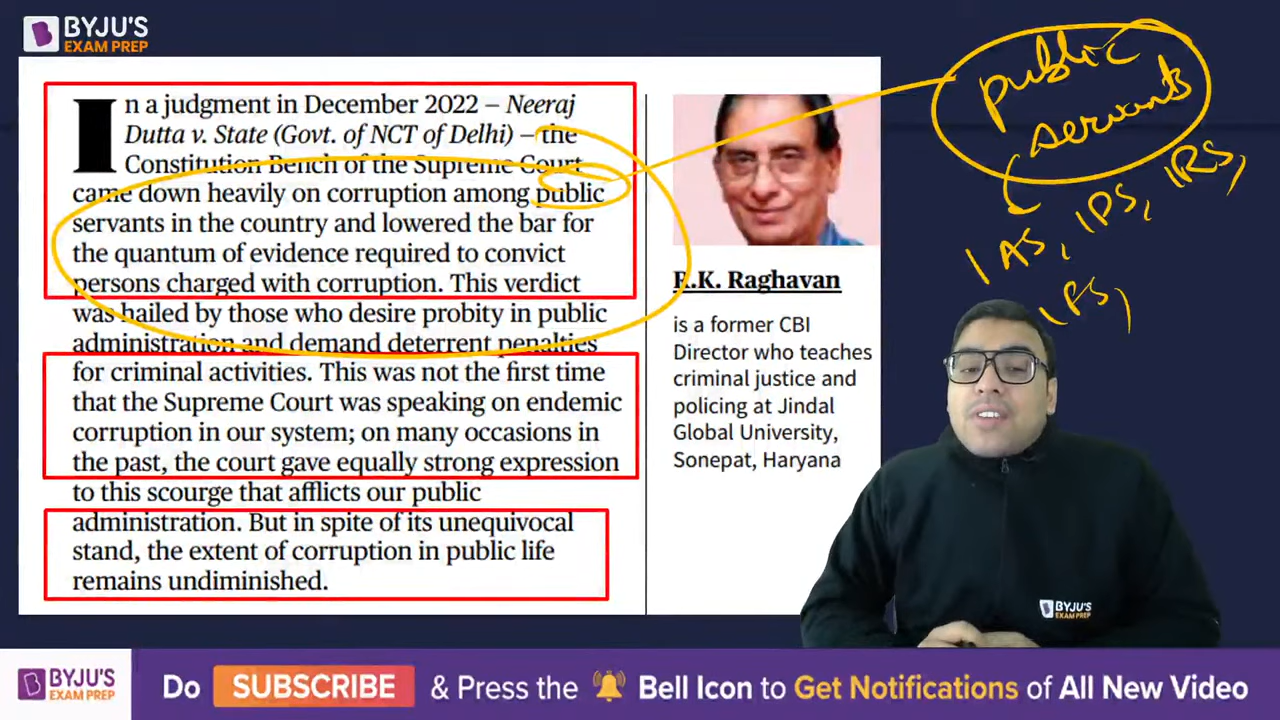 BYJU'S
EXAM PREP
In a judgment in December 2022 – Neeraj
Dutta v. State (Govt. of NCT of Delhi) – the
Constitution Bench of the Supreme Court
came down heavily on corruption among public
servants in the country and lowered the bar for
the quantum of evidence required to convict
persons charged with corruption. This verdict
was hailed by those who desire probity in public
administration and demand deterrent penalties
for criminal activities. This was not the first time
that the Supreme Court was speaking on endemic
corruption in our system; on many occasions in
the past, the court gave equally strong expression
to this scourge that afflicts our public
administration. But in spite of its unequivocal
stand, the extent of corruption in public life
remains undiminished.
R.K. Raghavan
is a former CBI
Director who teaches
criminal justice and
policing at Jindal
Global University,
Sonepat, Haryana
public
servants
IAS, IPS, IRS,
IFS,
BYJU'S
EXAM PREP
BYJU'S
EXAM PREP
Do SUBSCRIBE & Press the Bell Icon to Get Notifications of All New Video